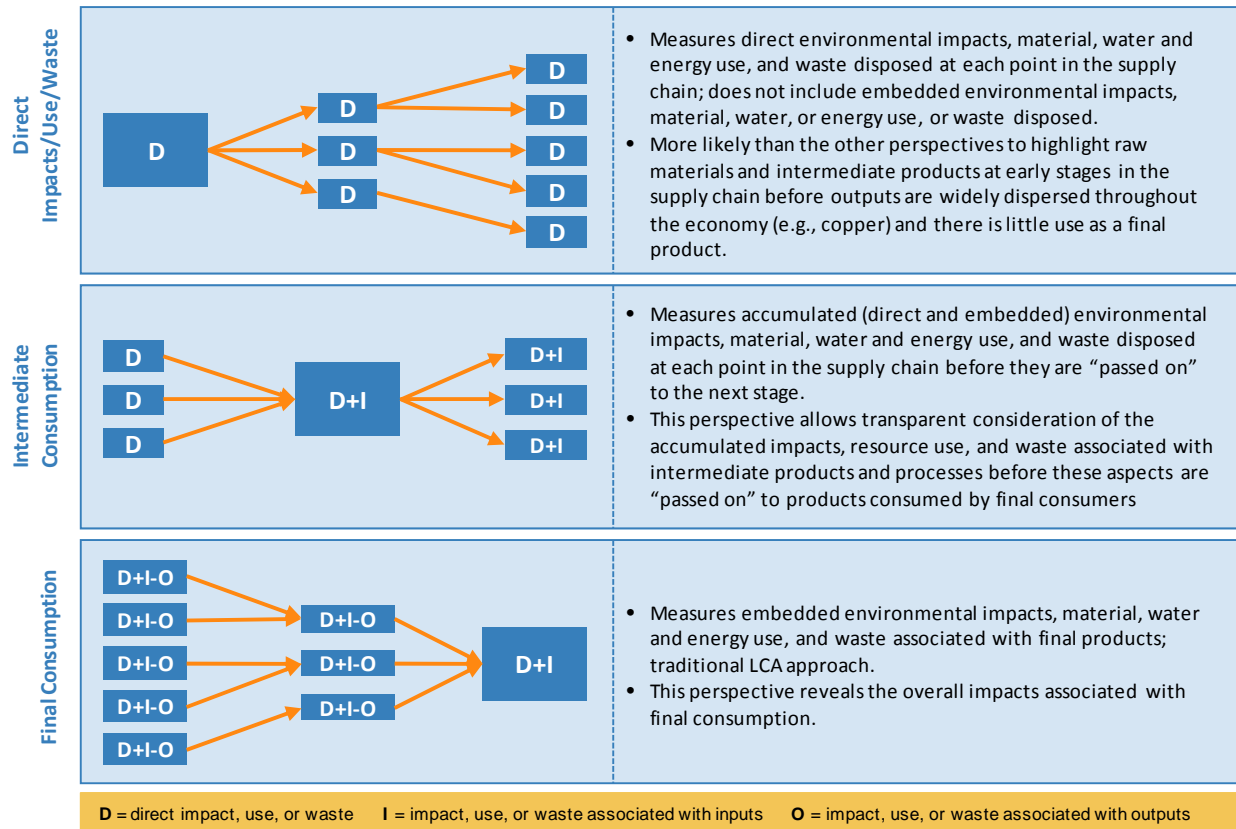 Direct
Impacts/Use/Waste
D
D
D
D
D
D
D
D
D
• Measures direct environmental impacts, material, water and
energy use, and waste disposed at each point in the supply
chain; does not include embedded environmental impacts,
material, water, or energy use, or waste disposed.
• More likely than the other perspectives to highlight raw
materials and intermediate products at early stages in the
supply chain before outputs are widely dispersed throughout
the economy (e.g., copper) and there is little use as a final
product.
Intermediate
Consumption
D
D
D
D+I
D+I
D+I
D+I
• Measures accumulated (direct and embedded) environmental
impacts, material, water and energy use, and waste disposed
at each point in the supply chain before they are “passed on”
to the next stage.
• This perspective allows transparent consideration of the
accumulated impacts, resource use, and waste associated with
intermediate products and processes before these aspects are
“passed on” to products consumed by final consumers
Final Consumption
D+I-O
D+I-O
D+I-O
D+I-O
D+I-O
D+I-O
D+I-O
D+I-O
D+I
• Measures embedded environmental impacts, material, water
and energy use, and waste associated with final products;
traditional LCA approach.
• This perspective reveals the overall impacts associated with
final consumption.
D = direct impact, use, or waste I = impact, use, or waste associated with inputs O = impact, use, or waste associated with outputs